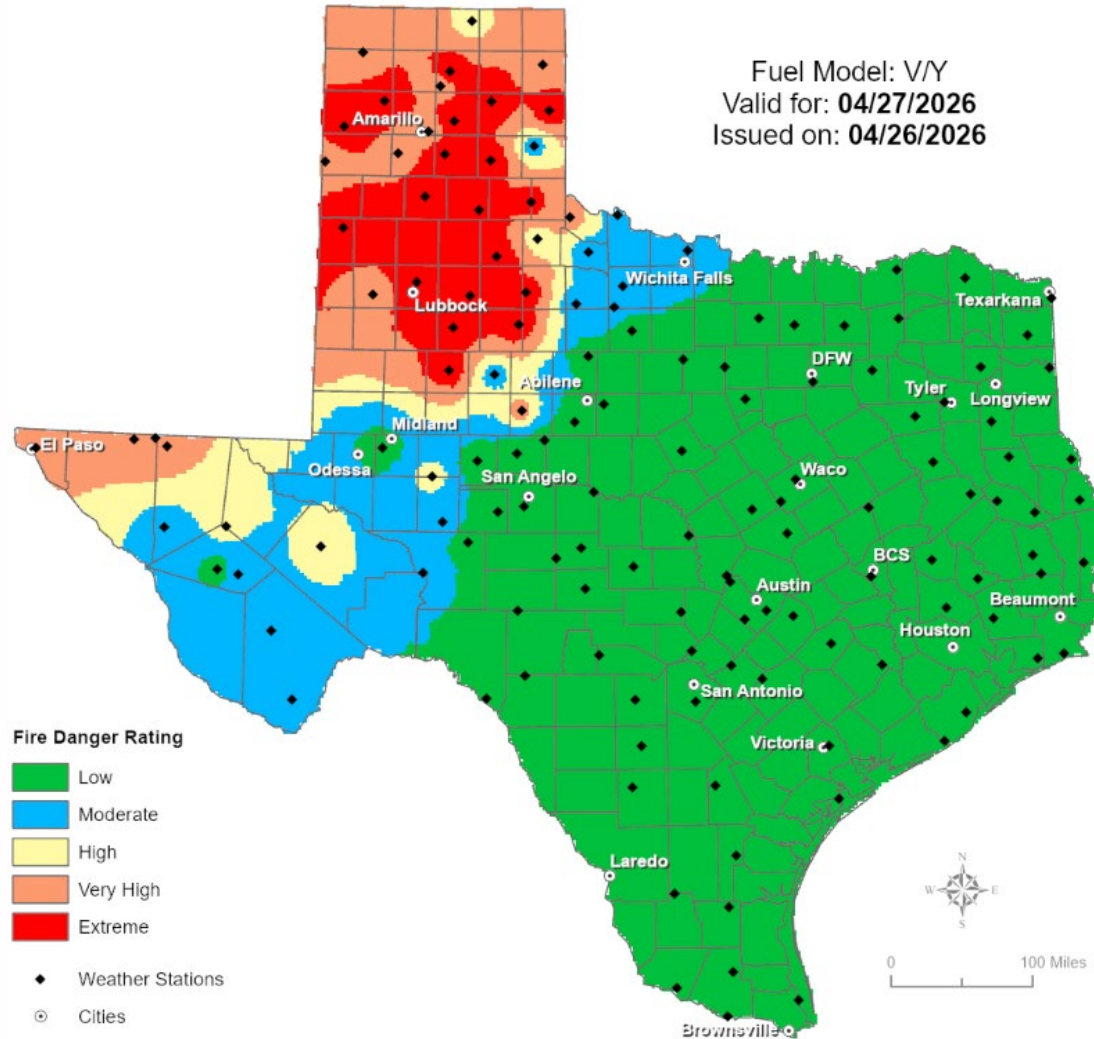 Fuel Model: V/Y
Valid for: 04/27/2026
Issued on: 04/26/2026
Amarillo
Wichita Falls
Lubbock
Texarkana
DFW
Abilene
Tyler
Longview
Midland
El Paso
Odessa
San Angelo
Waco
BCS
Austin
Beaumont
Houston
San Antonio
Victoria
Laredo
Brownsville
Fire Danger Rating
Low
Moderate
High
Very High
Extreme
Weather Stations
Cities
N
W E
S
0 100 Miles